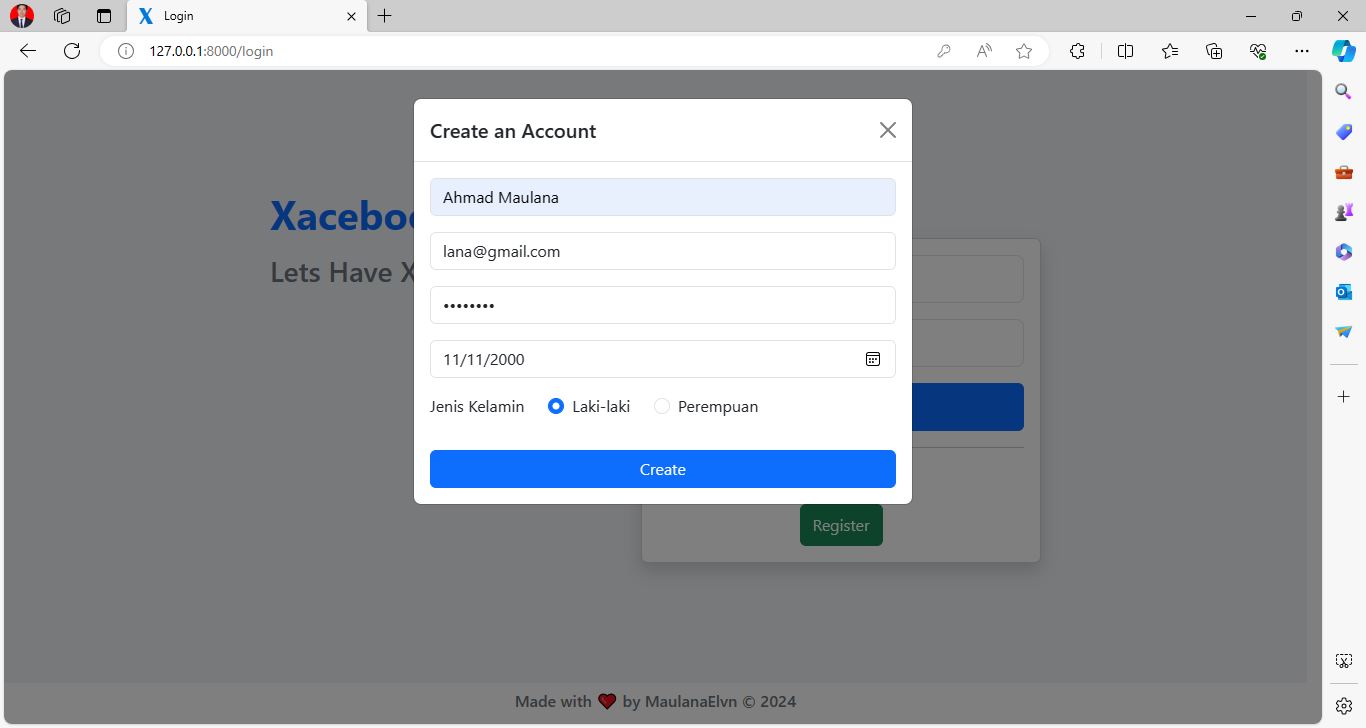 Login
127.0.0.1:8000/login
Create an Account
Ahmad Maulana
lana@gmail.com
••••••••
11/11/2000
Jenis Kelamin Laki-laki Perempuan
Create
Lets Have X
Register
Made with ❤ by MaulanaElvn © 2024